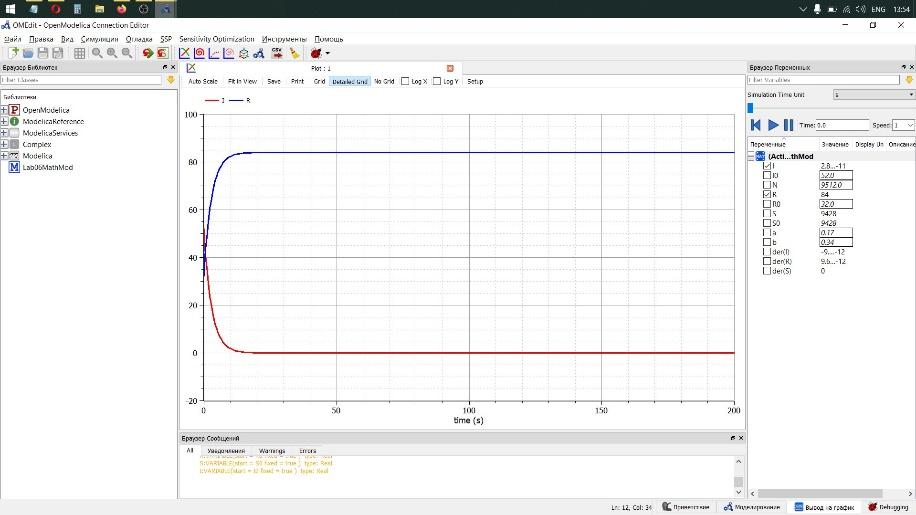 ENG 13:54
OMEdit - OpenModelica Connection Editor
Файл Правка Вид Симуляция Отладка SSP Sensitivity Optimization Инструменты Помощь
Браузер Библиотек
Filter Classes
Библиотеки
OpenModelica
ModelicaReference
ModelicaServices
Complex
Modelica
Lab06MathMod
Plot : 1
Auto Scale Fit in View Save Print Grid Detailed Grid No Grid Log X Log Y Setup
I R
100
80
60
40
20
0
-20
0 50 100 150 200
time (s)
Браузер Сообщений
All Уведомления Warnings Errors
S:VARIABLE(start = S0 fixed = true ) type: Real
I:VARIABLE(start = I0 fixed = true ) type: Real
Браузер Переменных
Filter Variables
Simulation Time Unit s
Time: 0.0 Speed: 1
Переменные Значение Display Un Описание
(Acti...thMod
I 2.8...-11
I0 52.0
N 9512.0
R 84
R0 32.0
S 9428
S0 9428
a 0.17
b 0.34
der(I) -9....-12
der(R) 9.6...-12
der(S) 0
Ln: 12, Col: 34 Приветствие Моделирование Вывод на график Debugging